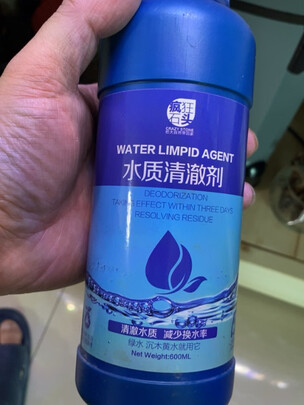 疯狂
石头
CRAZY STONE
WATER LIMPID AGENT
水质清澈剂
DEODORIZATION
TAKING EFFECT WITHIN THREE DAYS
RESOLVING RESIDUE
清澈水质 减少换水率
绿水 沉木黄水就用它
Net Weight:600ML